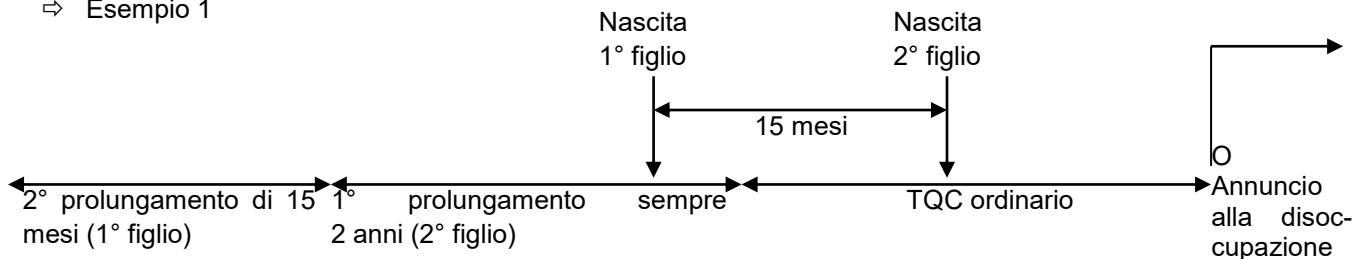 ⇨ Esempio 1
Nascita
1° figlio
Nascita
2° figlio
15 mesi
O
Annuncio
alla disoc-
cupazione
2° prolungamento di 15
mesi (1° figlio)
1° prolungamento sempre
2 anni (2° figlio)
TQC ordinario